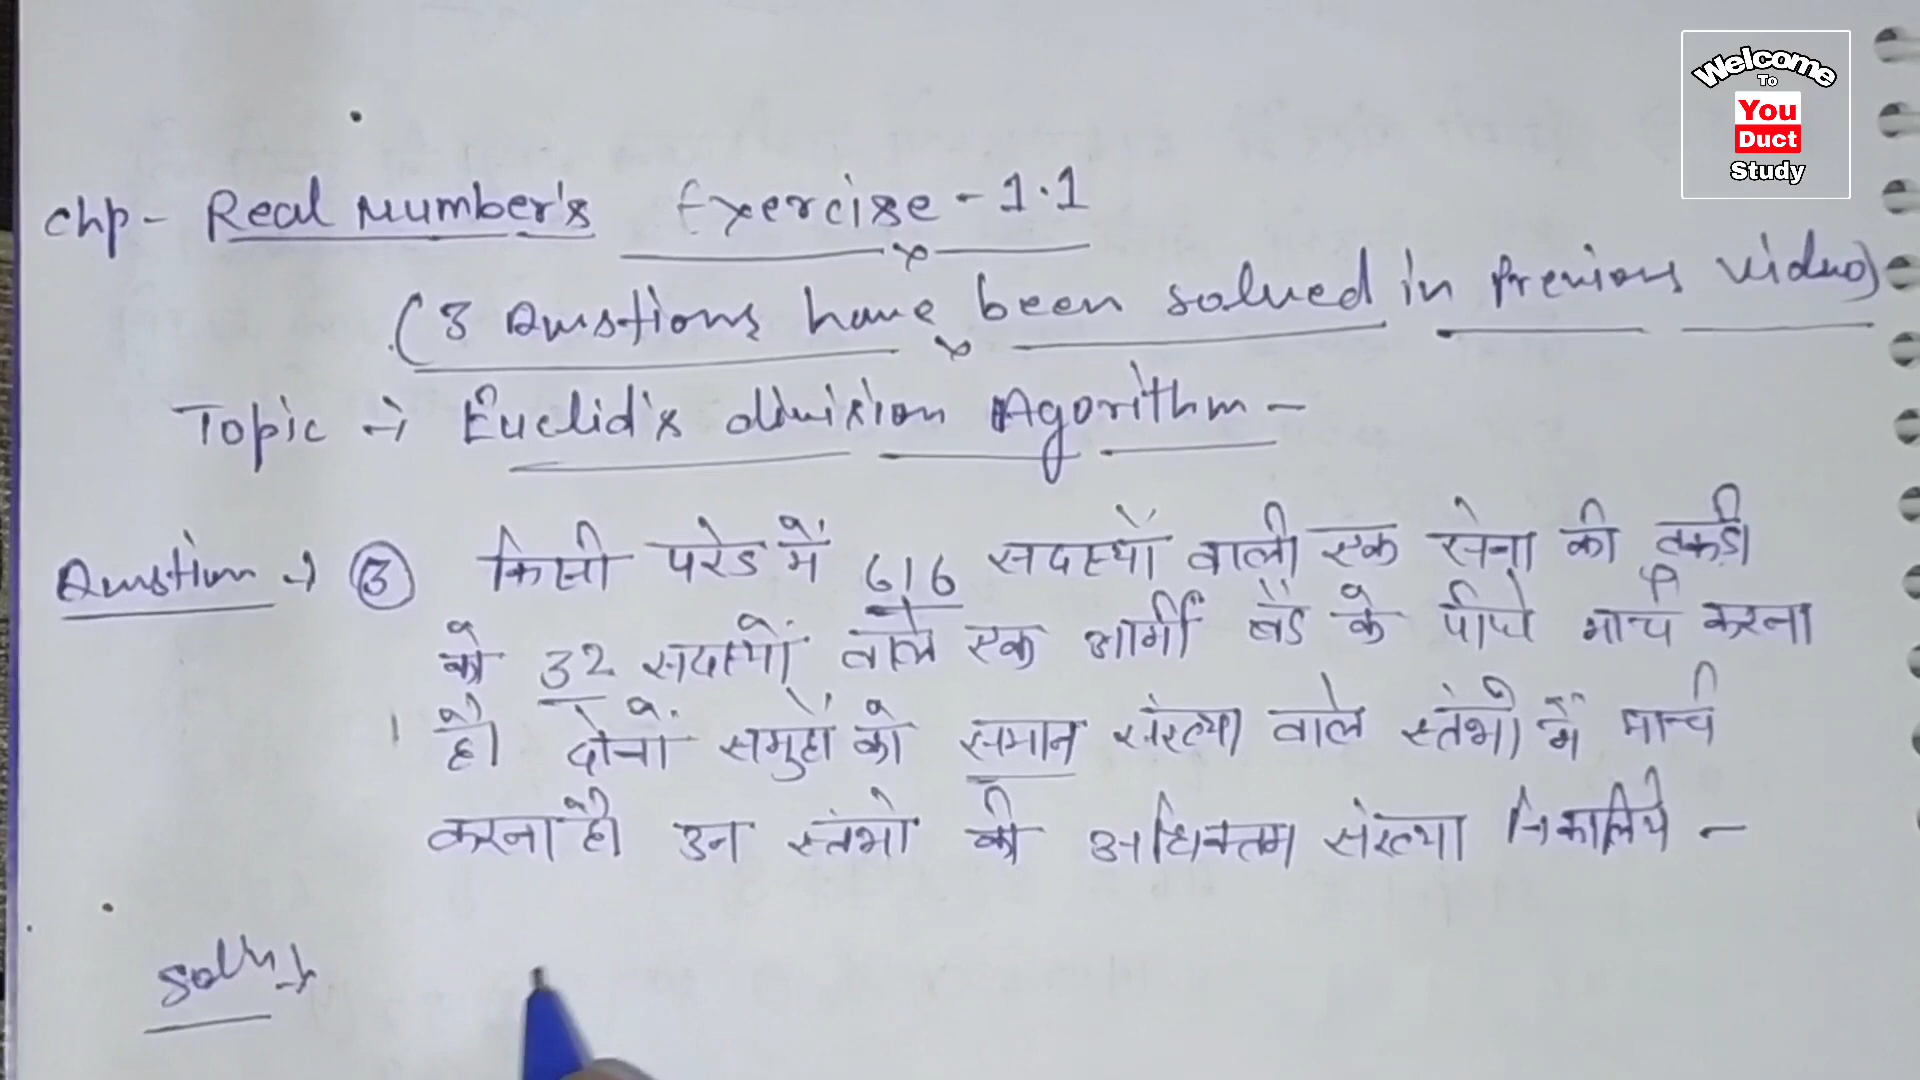 Welcome
To
You
Duct
Study
Chp - Real Number's Exercise - 1.1
(3 Questions have been solved in Previous video)
Topic → Euclid's division Agorithm -
Question → ③ किसी परेड में 616 सदस्यों वाली एक सेना की टुकड़ी
को 32 सदस्यों वाले एक आर्मी बैंड के पीछे मार्च करना
है। दोनों समुहों को समान संख्या वाले स्तंभों में मार्च
करना है। उन स्तंभो की अधिकतम संख्या निकालिये -
Soln →